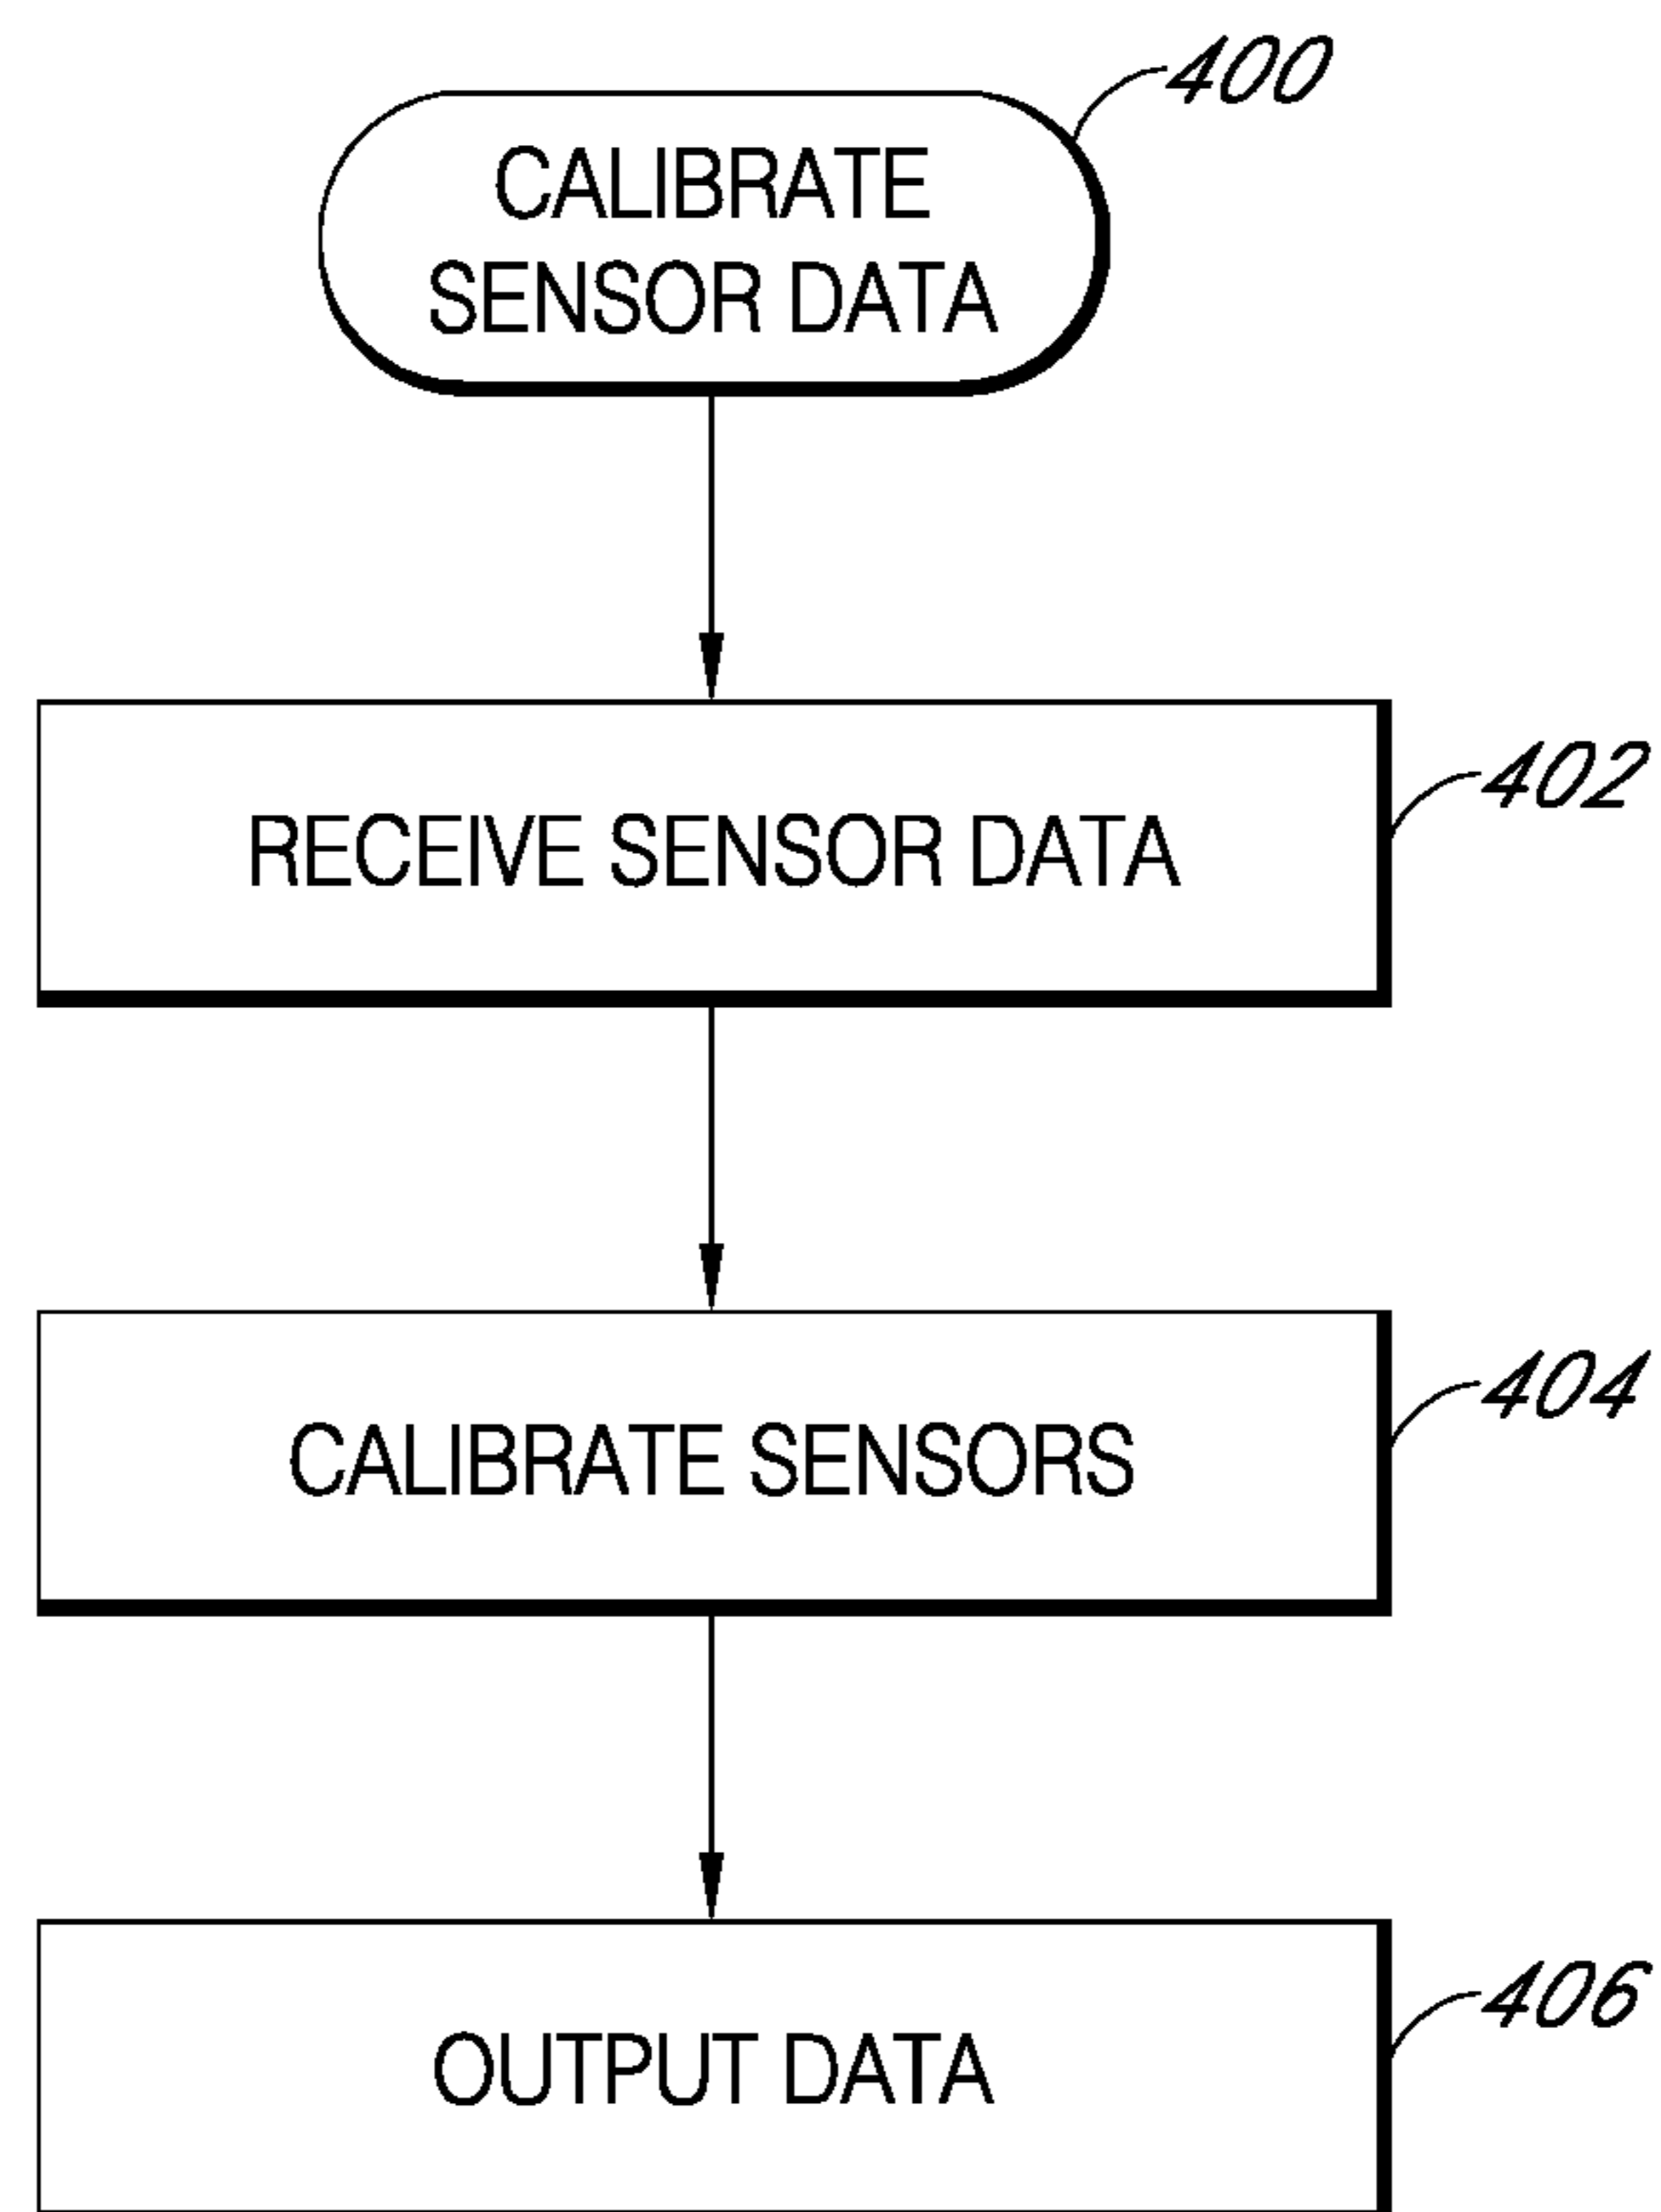 400
CALIBRATE
SENSOR DATA
402
RECEIVE SENSOR DATA
404
CALIBRATE SENSORS
406
OUTPUT DATA